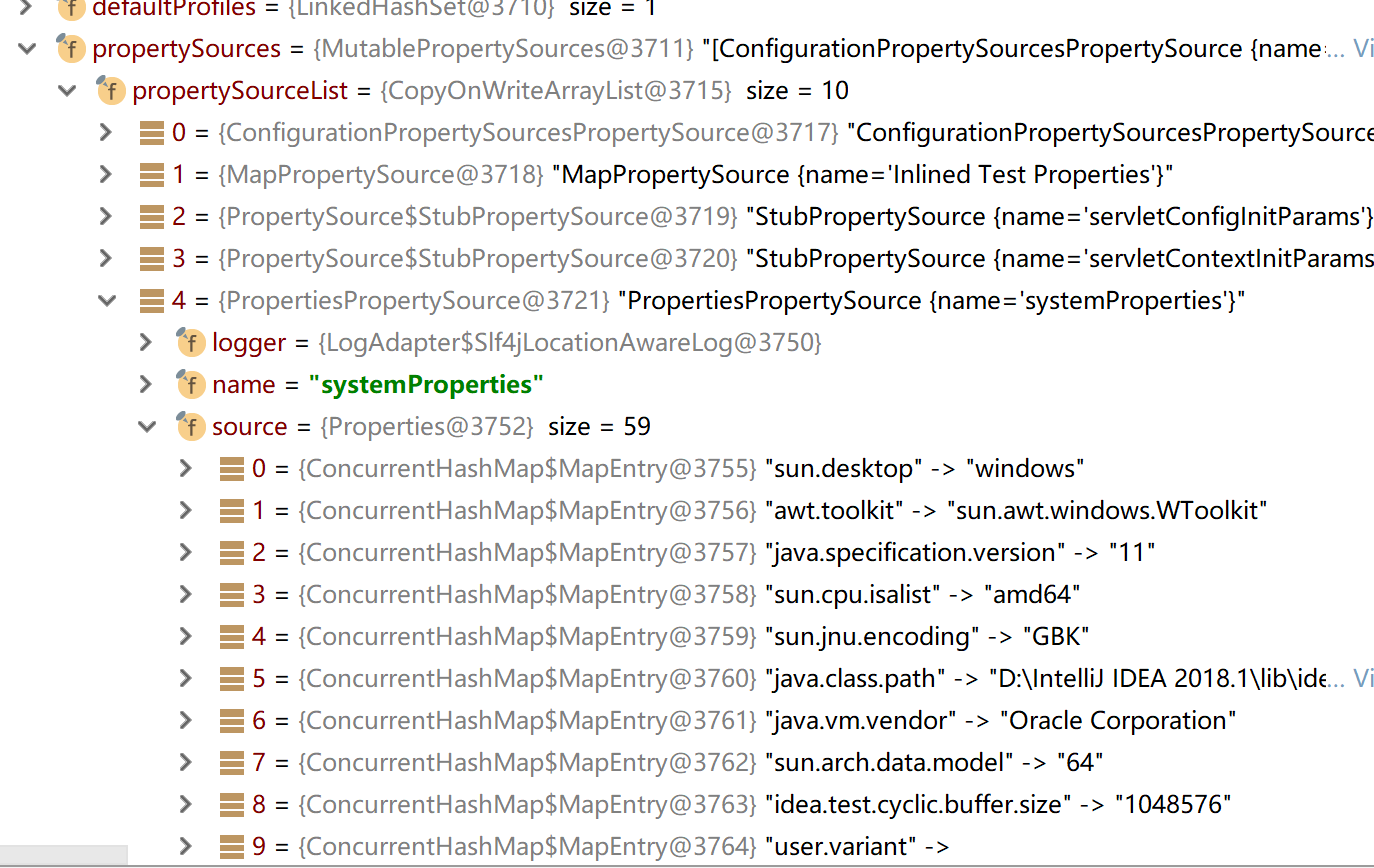 defaultProfiles = {LinkedHashSet@3710} size = 1
propertySources = {MutablePropertySources@3711} "[ConfigurationPropertySourcesPropertySource {name... Vi
propertySourceList = {CopyOnWriteArrayList@3715} size = 10
0 = {ConfigurationPropertySourcesPropertySource@3717} "ConfigurationPropertySourcesPropertySource
1 = {MapPropertySource@3718} "MapPropertySource {name='Inlined Test Properties'}"
2 = {PropertySource$StubPropertySource@3719} "StubPropertySource {name='servletConfigInitParams'}
3 = {PropertySource$StubPropertySource@3720} "StubPropertySource {name='servletContextInitParams
4 = {PropertiesPropertySource@3721} "PropertiesPropertySource {name='systemProperties'}"
f logger = {LogAdapter$Slf4jLocationAwareLog@3750}
f name = "systemProperties"
f source = {Properties@3752} size = 59
0 = {ConcurrentHashMap$MapEntry@3755} "sun.desktop" -> "windows"
1 = {ConcurrentHashMap$MapEntry@3756} "awt.toolkit" -> "sun.awt.windows.WToolkit"
2 = {ConcurrentHashMap$MapEntry@3757} "java.specification.version" -> "11"
3 = {ConcurrentHashMap$MapEntry@3758} "sun.cpu.isalist" -> "amd64"
4 = {ConcurrentHashMap$MapEntry@3759} "sun.jnu.encoding" -> "GBK"
5 = {ConcurrentHashMap$MapEntry@3760} "java.class.path" -> "D:\IntelliJ IDEA 2018.1\lib\ide... Vi
6 = {ConcurrentHashMap$MapEntry@3761} "java.vm.vendor" -> "Oracle Corporation"
7 = {ConcurrentHashMap$MapEntry@3762} "sun.arch.data.model" -> "64"
8 = {ConcurrentHashMap$MapEntry@3763} "idea.test.cyclic.buffer.size" -> "1048576"
9 = {ConcurrentHashMap$MapEntry@3764} "user.variant" ->